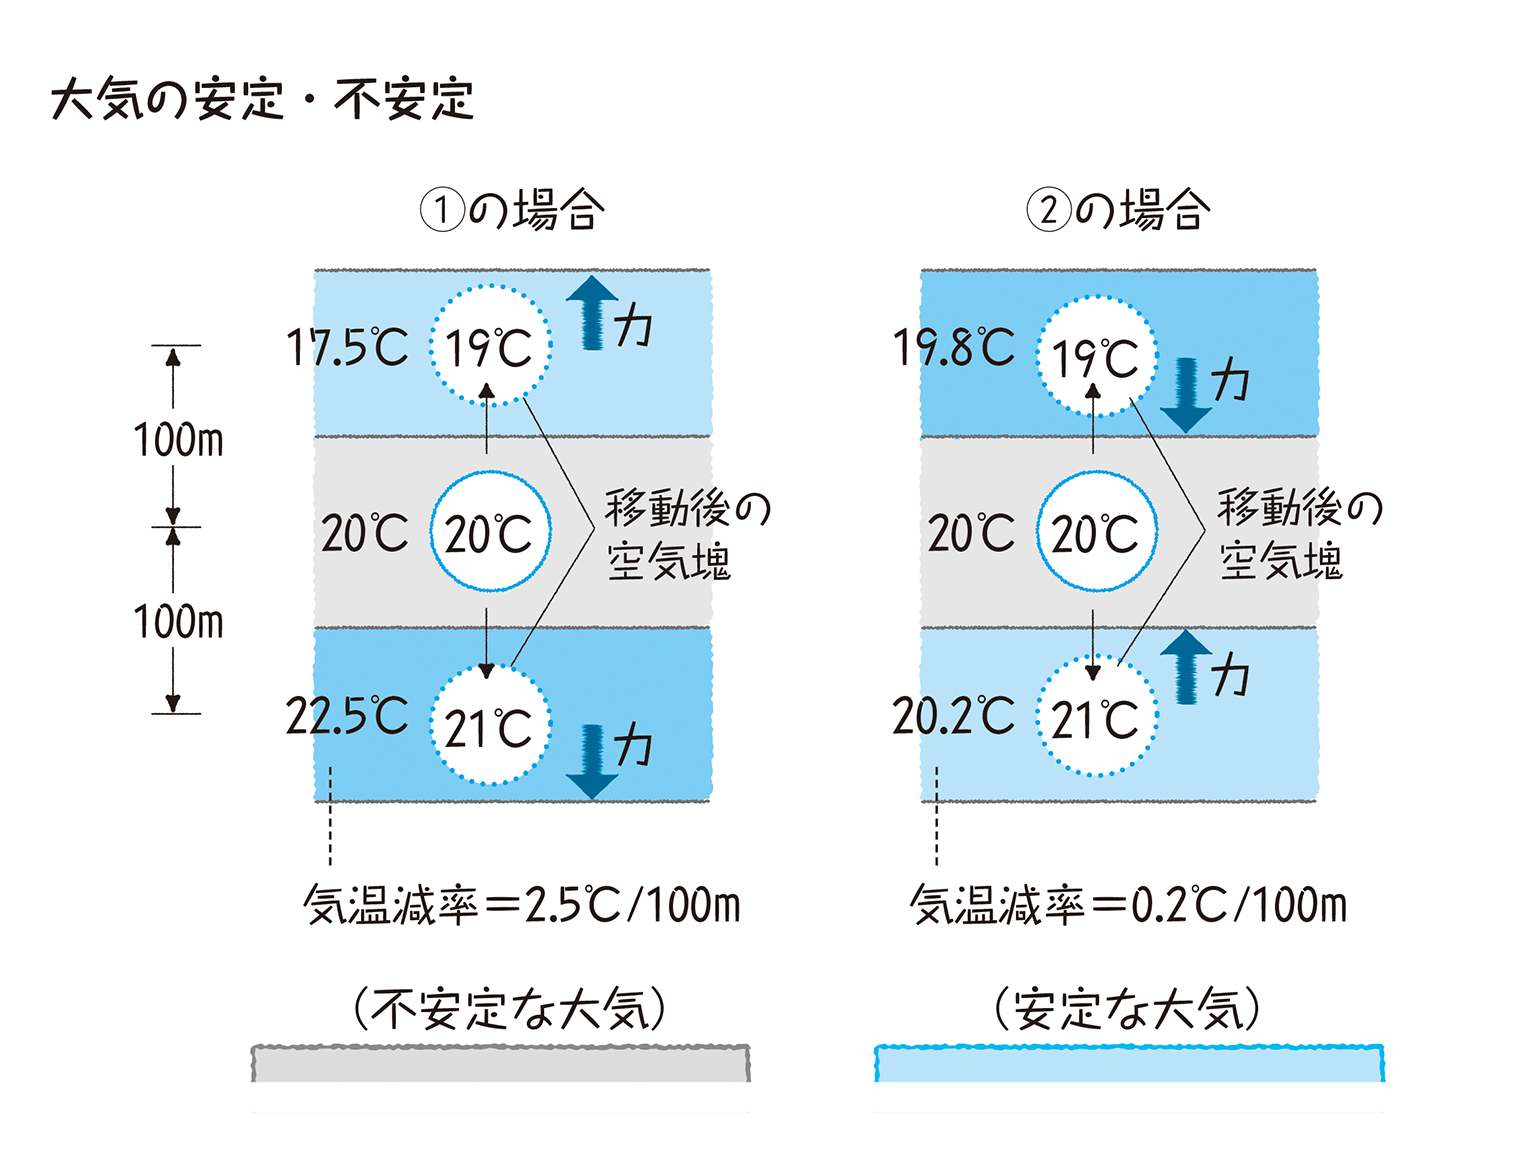 大気の安定・不安定
①の場合
17.5℃
19℃
力
100m
20℃
20℃
移動後の
空気塊
100m
22.5℃
21℃
力
気温減率＝2.5℃/100m
（不安定な大気）
②の場合
19.8℃
19℃
力
20℃
20℃
移動後の
空気塊
20.2℃
21℃
力
気温減率＝0.2℃/100m
（安定な大気）